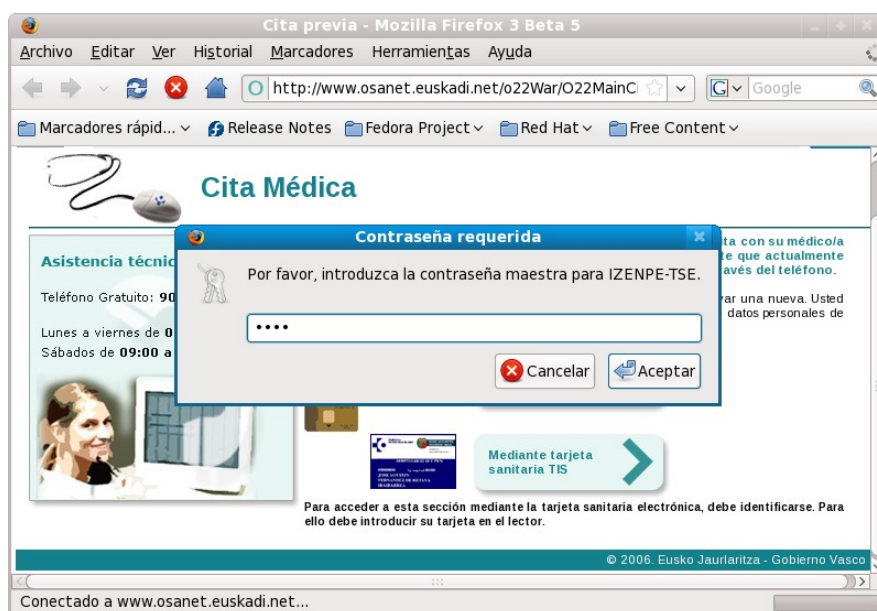 Cita previa - Mozilla Firefox 3 Beta 5
Archivo Editar Ver Historial Marcadores Herramientas Ayuda
http://www.osanet.euskadi.net/o22War/O22MainC
Google
Marcadores rápid... Release Notes Fedora Project Red Hat Free Content
Cita Médica
Contraseña requerida
Por favor, introduzca la contraseña maestra para IZENPE-TSE.
••••
Cancelar Aceptar
Asistencia técnic
Teléfono Gratuito: 90
Lunes a viernes de 0
Sábados de 09:00 a
ita con su médico/a
te que actualmente
avés del teléfono.
var una nueva. Usted
datos personales de
Mediante tarjeta
sanitaria TIS
Para acceder a esta sección mediante la tarjeta sanitaria electrónica, debe identificarse. Para
ello debe introducir su tarjeta en el lector.
© 2006. Eusko Jaurlaritza - Gobierno Vasco
Conectado a www.osanet.euskadi.net...